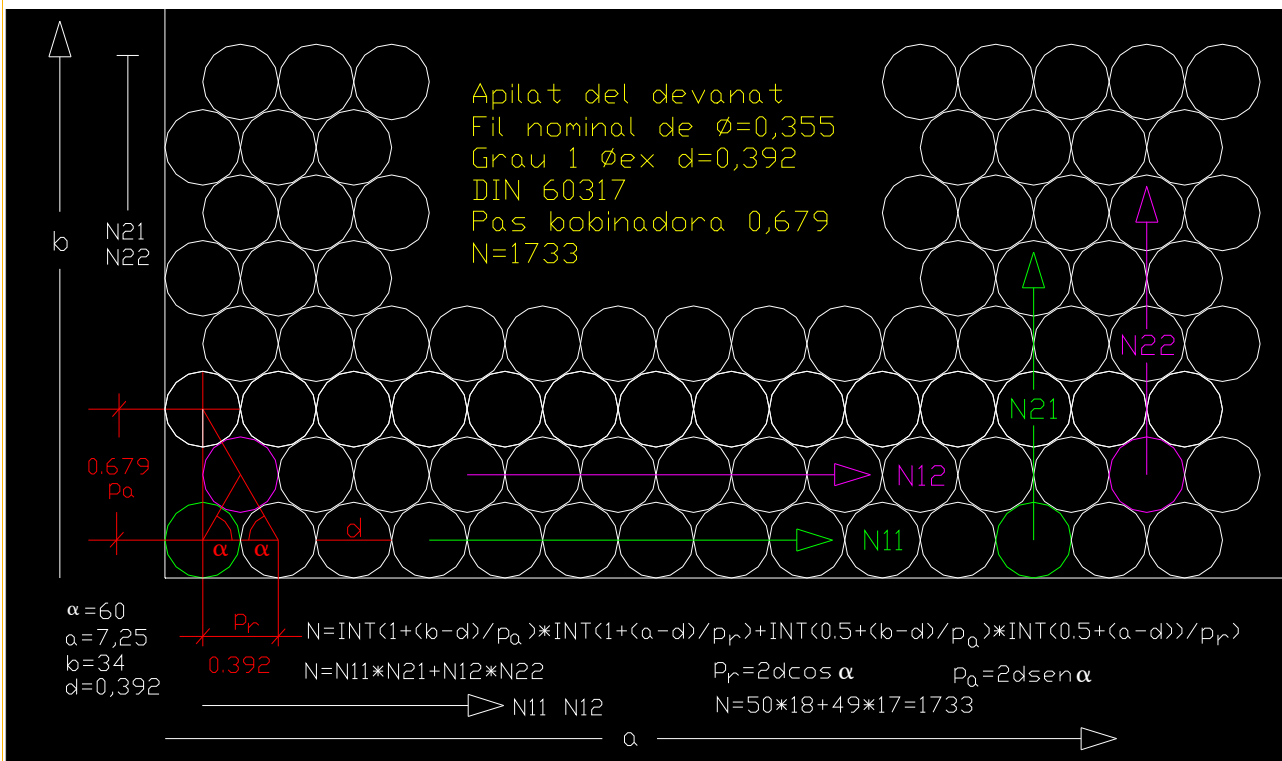 Apilat del devanat
Fil nominal de Ø=0,355
Grau 1 Øex d=0,392
DIN 60317
Pas bobinadora 0,679
N=1733
b
N21
N22
N22
N21
N12
N11
0.679
Pa
α
α
d
Pr
0.392
α=60
a=7,25
b=34
d=0,392
N=INT(1+(b-d)/pa)*INT(1+(a-d)/pr)+INT(0.5+(b-d)/pa)*INT(0.5+(a-d))/pr)
N=N11*N21+N12*N22
pr=2dcos α
pa=2dsen α
N=50*18+49*17=1733
N11 N12
a